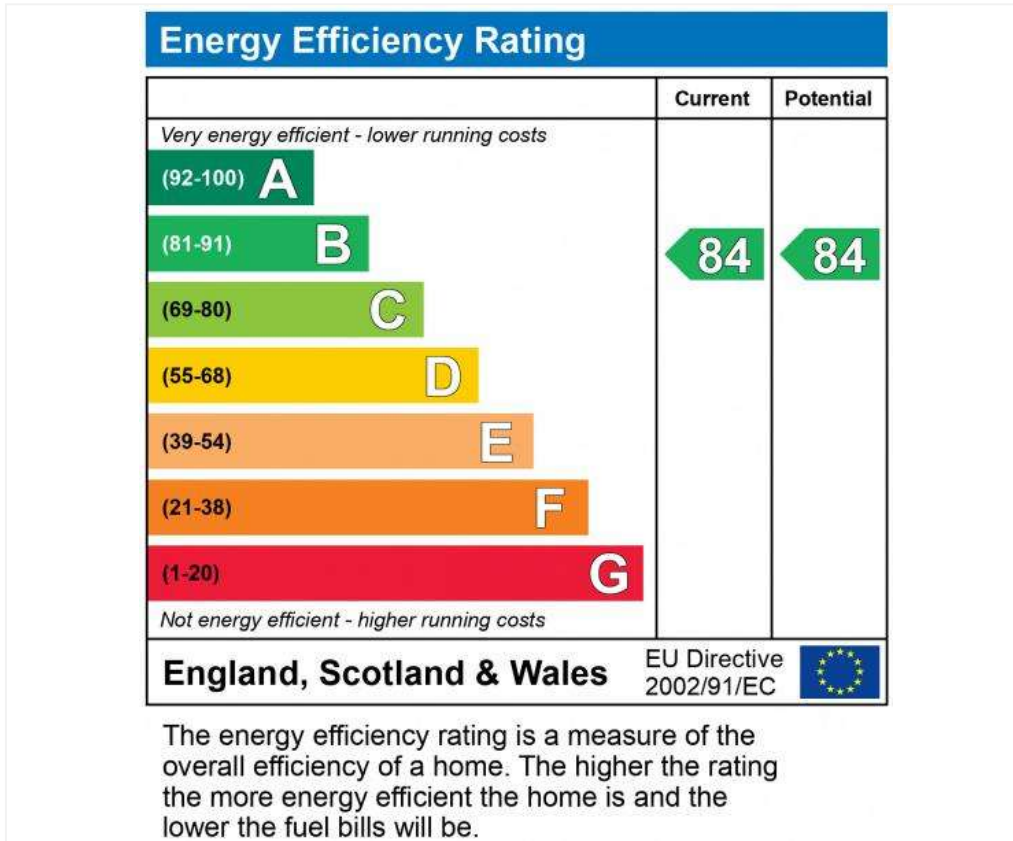 Energy Efficiency Rating
Current Potential
Very energy efficient - lower running costs
(92-100) A
(81-91) B 84 84
(69-80) C
(55-68) D
(39-54) E
(21-38) F
(1-20) G
Not energy efficient - higher running costs
England, Scotland & Wales EU Directive
2002/91/EC
The energy efficiency rating is a measure of the
overall efficiency of a home. The higher the rating
the more energy efficient the home is and the
lower the fuel bills will be.